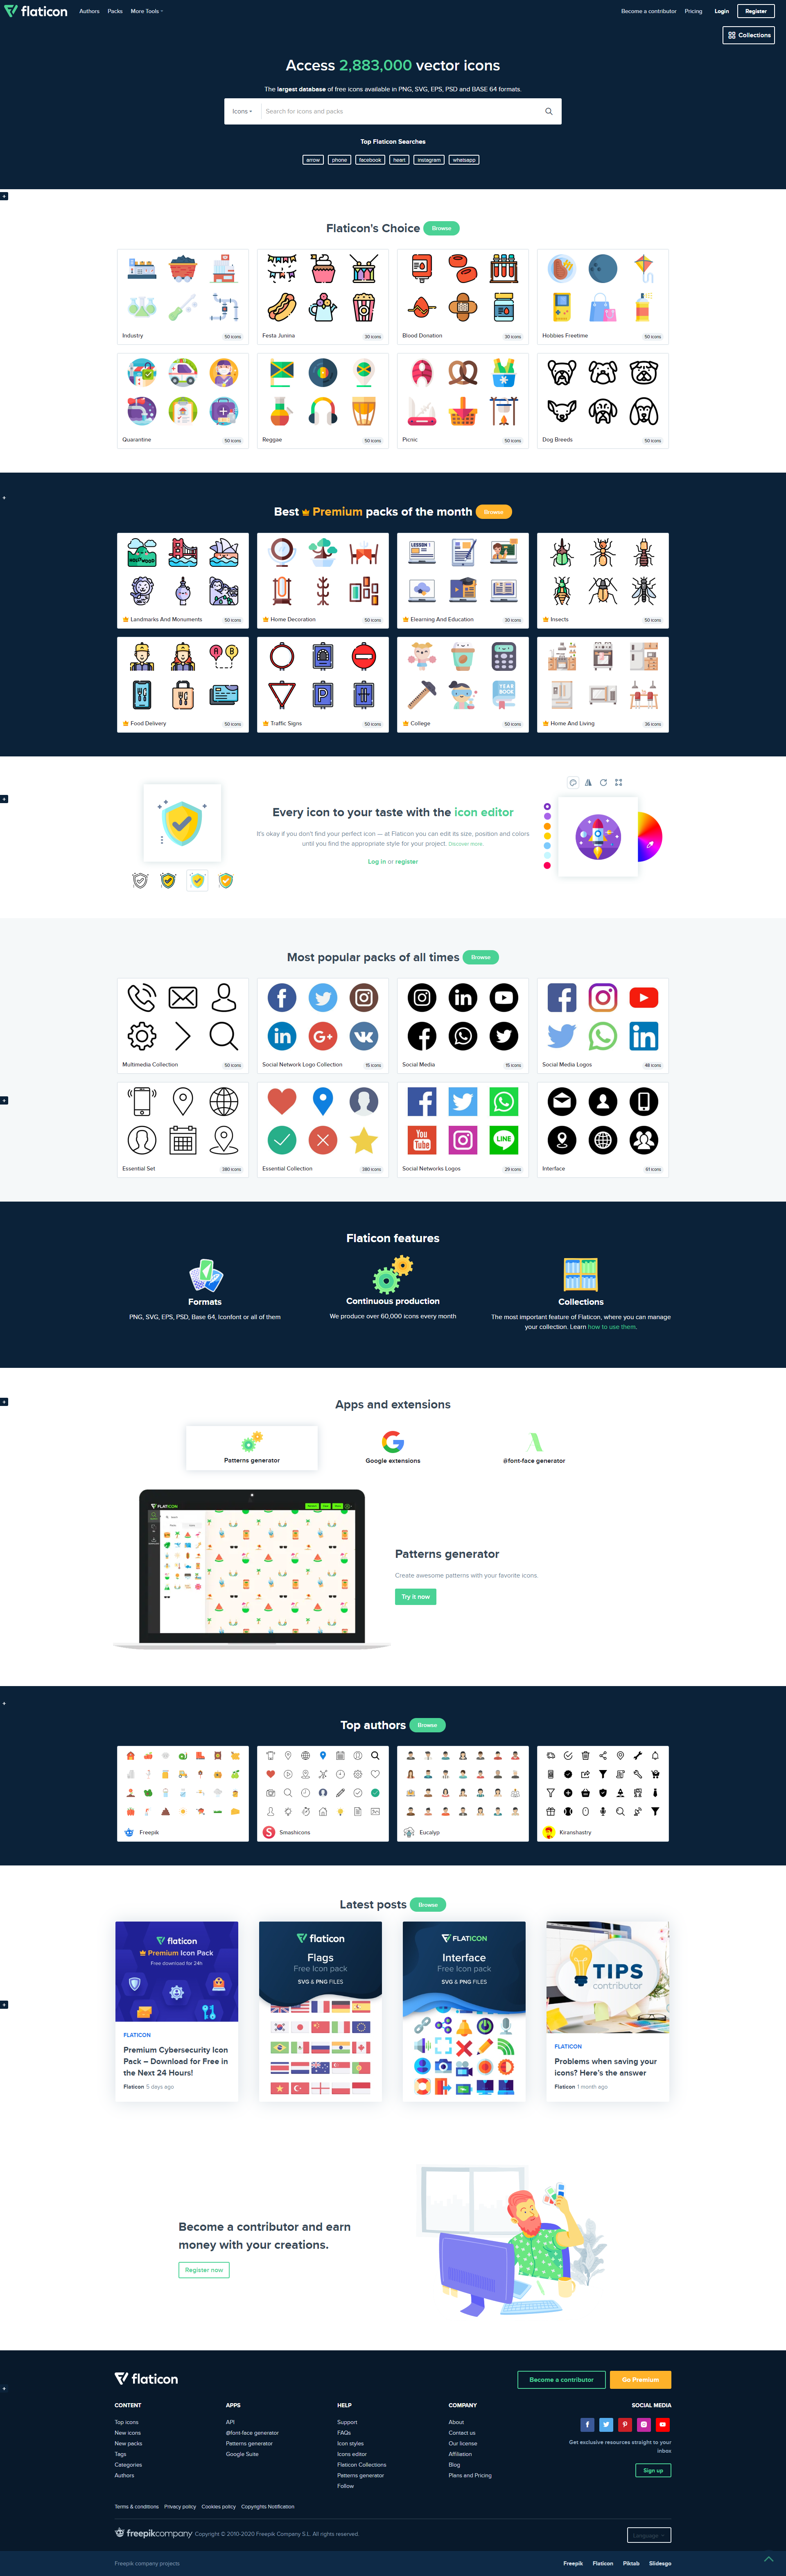 flaticon
Authors Packs More Tools
Become a contributor Pricing Login Register
Collections
Access 2,883,000 vector icons
The largest database of free icons available in PNG, SVG, EPS, PSD and BASE 64 formats.
Icons Search for icons and packs
Top Flaticon Searches
arrow phone facebook heart instagram whatsapp
Flaticon's Choice Browse
Industry 50 icons
Festa Junina 30 icons
Blood Donation 30 icons
Hobbies Freetime 50 icons
Quarantine 50 icons
Reggae 50 icons
Picnic 50 icons
Dog Breeds 50 icons
Best Premium packs of the month Browse
LESSON 1
Landmarks And Monuments 50 icons
Home Decoration 50 icons
Elearning And Education 30 icons
Insects 50 icons
A B
P
YEAR BOOK
Food Delivery 50 icons
Traffic Signs 50 icons
College 50 icons
Home And Living 36 icons
Every icon to your taste with the icon editor
It's okay if you don't find your perfect icon — at Flaticon you can edit its size, position and colors
until you find the appropriate style for your project. Discover more.
Log in or register
Most popular packs of all times Browse
Multimedia Collection 50 icons
Social Network Logo Collection 15 icons
Social Media 15 icons
Social Media Logos 48 icons
You Tube
LINE
Essential Set 280 icons
Essential Collection 280 icons
Social Networks Logos 29 icons
Interface 51 icons
Flaticon features
Formats
PNG, SVG, EPS, PSD, Base 64, Iconfont or all of them
Continuous production
We produce over 60,000 icons every month
Collections
The most important feature of Flaticon, where you can manage
your collection. Learn how to use them.
Apps and extensions
Patterns generator
Google extensions
@font-face generator
FLATICON
Patterns generator
Create awesome patterns with your favorite icons.
Try it now
Top authors Browse
Freepik
Smashicons
Eucalyp
Kiranshastry
Latest posts Browse
flaticon
Premium Icon Pack
Free download for 24h
FLATICON
Premium Cybersecurity Icon
Pack – Download for Free in
the Next 24 Hours!
Flaticon 5 days ago
flaticon
Flags
Free Icon pack
SVG & PNG FILES
FLATICON
Interface
Free Icon pack
SVG & PNG FILES
TIPS
contributor
FLATICON
Problems when saving your
icons? Here's the answer
Flaticon 1 month ago
Become a contributor and earn
money with your creations.
Register now
flaticon
Become a contributor Go Premium
CONTENT
Top icons
New icons
New packs
Tags
Categories
Authors
APPS
API
@font-face generator
Patterns generator
Google Suite
HELP
Support
FAQs
Icon styles
Icons editor
Flaticon Collections
Patterns generator
Follow
COMPANY
About
Contact us
Our license
Affiliation
Blog
Plans and Pricing
SOCIAL MEDIA
Get exclusive resources straight to your
inbox
Sign up
Terms & conditions Privacy policy Cookies policy Copyrights Notification
freepikcompany Copyright © 2010-2020 Freepik Company S.L. All rights reserved.
Language
Freepik company projects
Freepik Flaticon Piktab Slidesgo